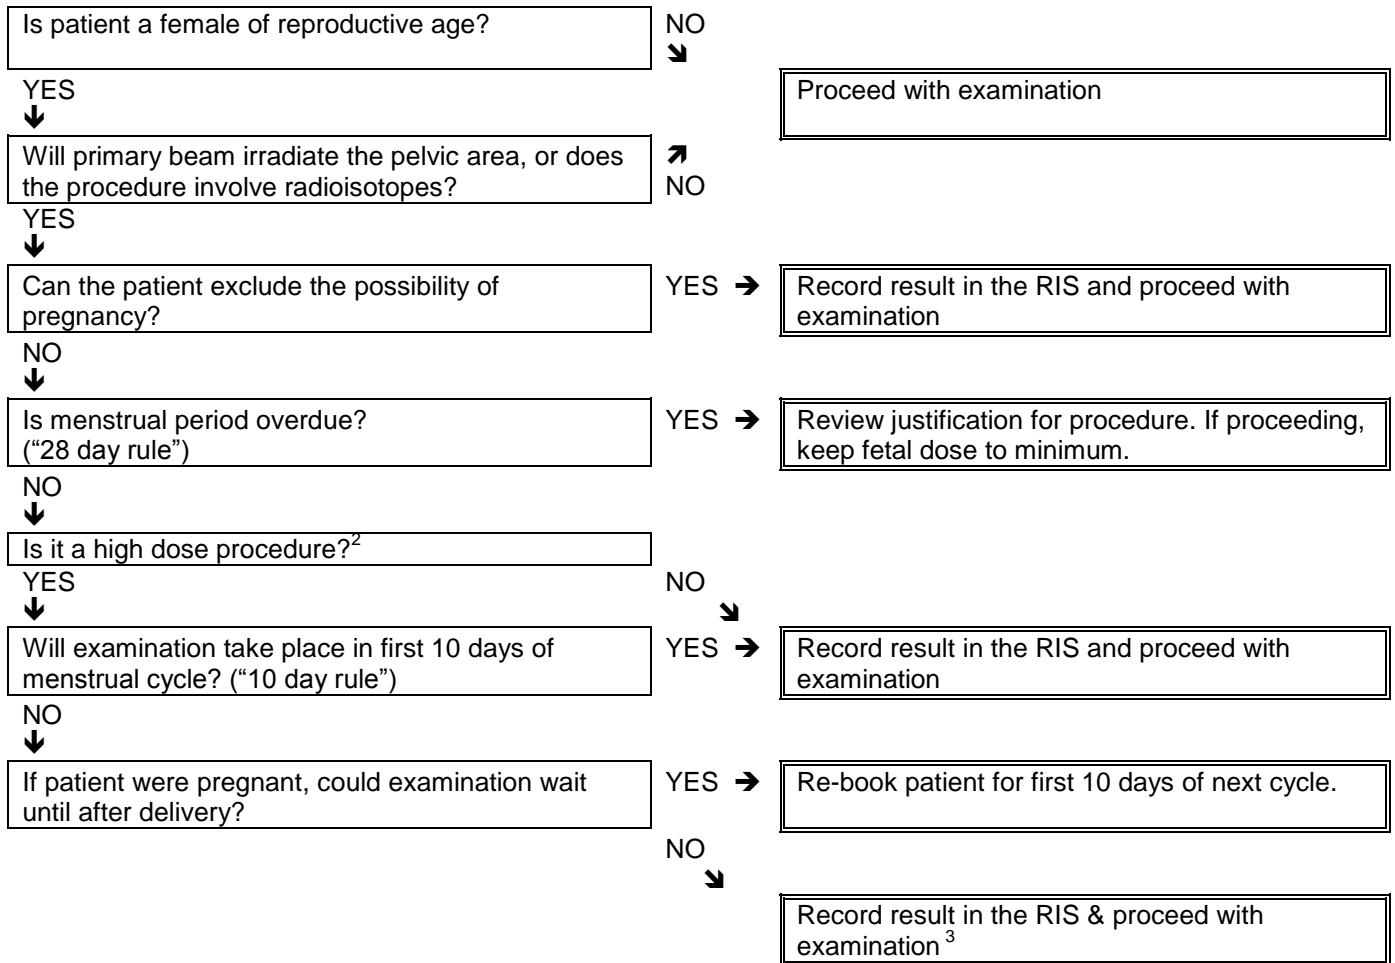 Is patient a female of reproductive age?
NO
YES
Proceed with examination
Will primary beam irradiate the pelvic area, or does
the procedure involve radioisotopes?
NO
YES
Can the patient exclude the possibility of
pregnancy?
YES
Record result in the RIS and proceed with
examination
NO
Is menstrual period overdue?
(“28 day rule”)
YES
Review justification for procedure. If proceeding,
keep fetal dose to minimum.
NO
Is it a high dose procedure?2
YES
NO
Will examination take place in first 10 days of
menstrual cycle? (“10 day rule”)
YES
Record result in the RIS and proceed with
examination
NO
If patient were pregnant, could examination wait
until after delivery?
YES
Re-book patient for first 10 days of next cycle.
NO
Record result in the RIS & proceed with
examination 3